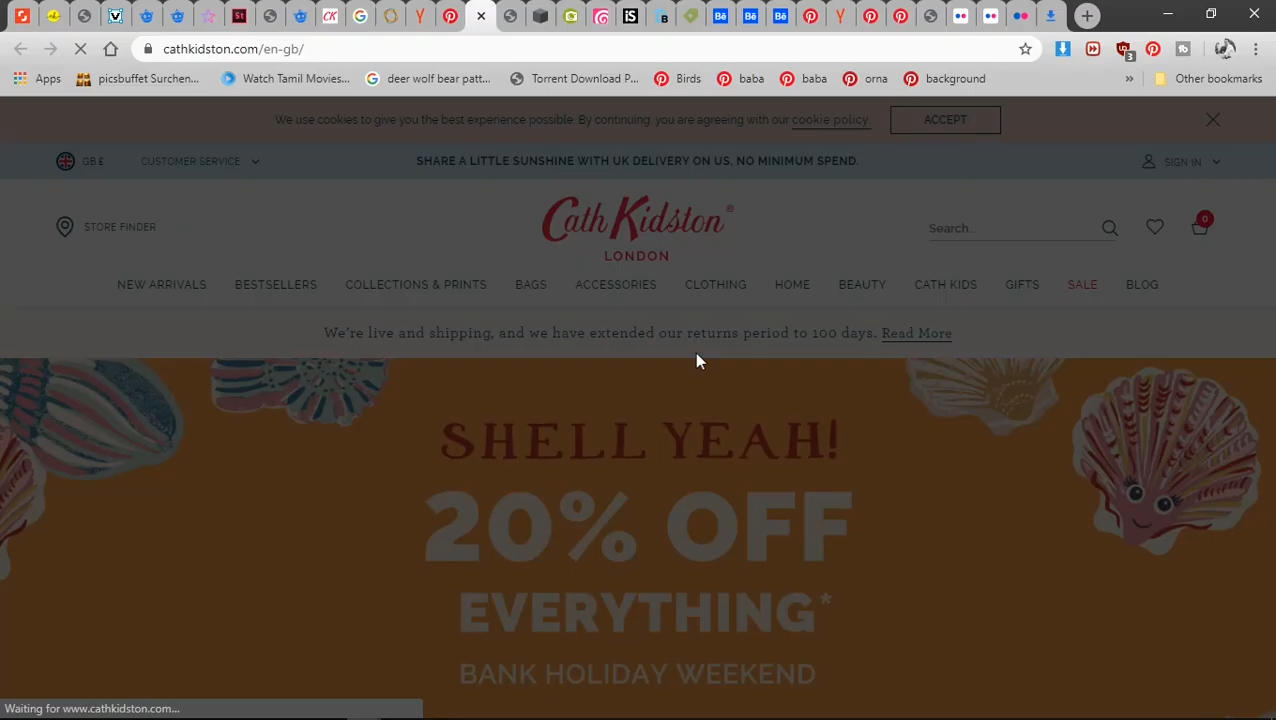 cathkidston.com/en-gb/
3
Apps
picsbuffet Surchen...
Watch Tamil Movies...
deer wolf bear patt...
Torrent Download P...
Birds
baba
baba
orna
background
»
Other bookmarks
We use cookies to give you the best experience possible. By continuing, you are agreeing with our cookie policy.
ACCEPT
GB £
CUSTOMER SERVICE
SHARE A LITTLE SUNSHINE WITH UK DELIVERY ON US, NO MINIMUM SPEND.
SIGN IN
STORE FINDER
Cath Kidston®
LONDON
Search...
0
NEW ARRIVALS
BESTSELLERS
COLLECTIONS & PRINTS
BAGS
ACCESSORIES
CLOTHING
HOME
BEAUTY
CATH KIDS
GIFTS
SALE
BLOG
We're live and shipping, and we have extended our returns period to 100 days. Read More
SHELL YEAH!
20% OFF
EVERYTHING*
BANK HOLIDAY WEEKEND
Waiting for www.cathkidston.com...